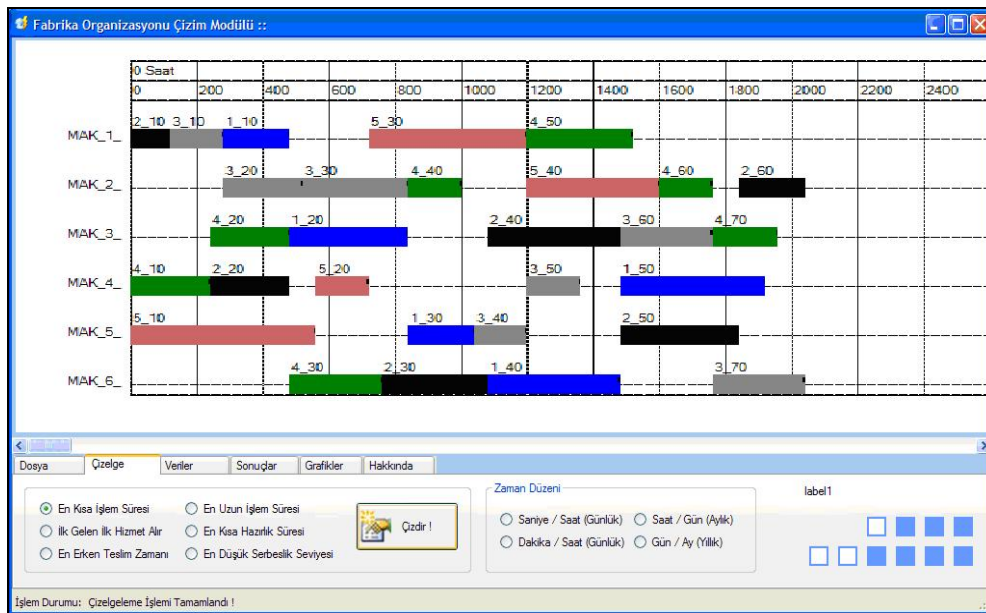 Fabrika Organizasyonu Çizim Modülü ::
0 Saat
0 200 400 600 800 1000 1200 1400 1600 1800 2000 2200 2400
2_10 3_10 1_10 5_30 4_50
MAK_1_
3_20 3_30 4_40 5_40 4_60 2_60
MAK_2_
4_20 1_20 2_40 3_60 4_70
MAK_3_
4_10 2_20 5_20 3_50 1_50
MAK_4_
5_10 1_30 3_40 2_50
MAK_5_
4_30 2_30 1_40 3_70
MAK_6_
Dosya Çizelge Veriler Sonuçlar Grafikler Hakkında
En Kısa İşlem Süresi En Uzun İşlem Süresi
İlk Gelen İlk Hizmet Alır En Kısa Hazırlık Süresi
En Erken Teslim Zamanı En Düşük Serbeslik Seviyesi
Çizdir !
Zaman Düzeni
Saniye / Saat (Günlük) Saat / Gün (Aylık)
Dakika / Saat (Günlük) Gün / Ay (Yıllık)
label1
İşlem Durumu: Çizelgeleme İşlemi Tamamlandı !